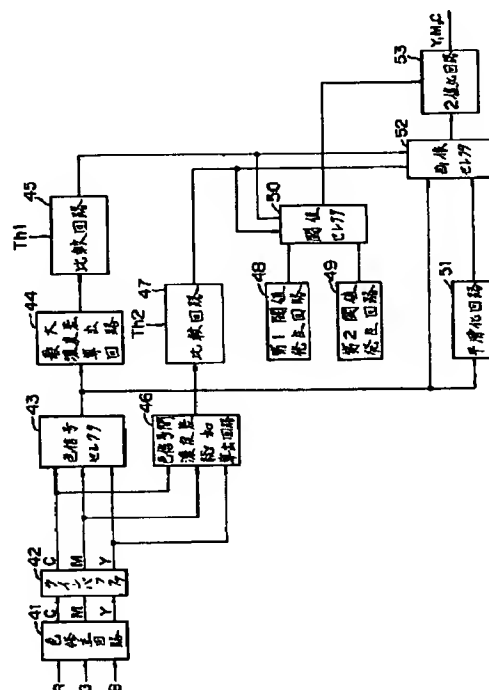 R
G
B
41
色修正回路
C
M
Y
42
ラインバッファ
C
M
Y
43
色信号
セレクタ
44
最大
濃度差
算出
回路
Th1
45
比較回路
46
色信号間
濃度差
総和
算出回路
Th2
47
比較回路
48
第1閾値
発生回路
49
第2閾値
発生回路
50
閾値
セレクタ
51
平滑化回路
52
画像
セレクタ
53
2値化回路
Y,M,C